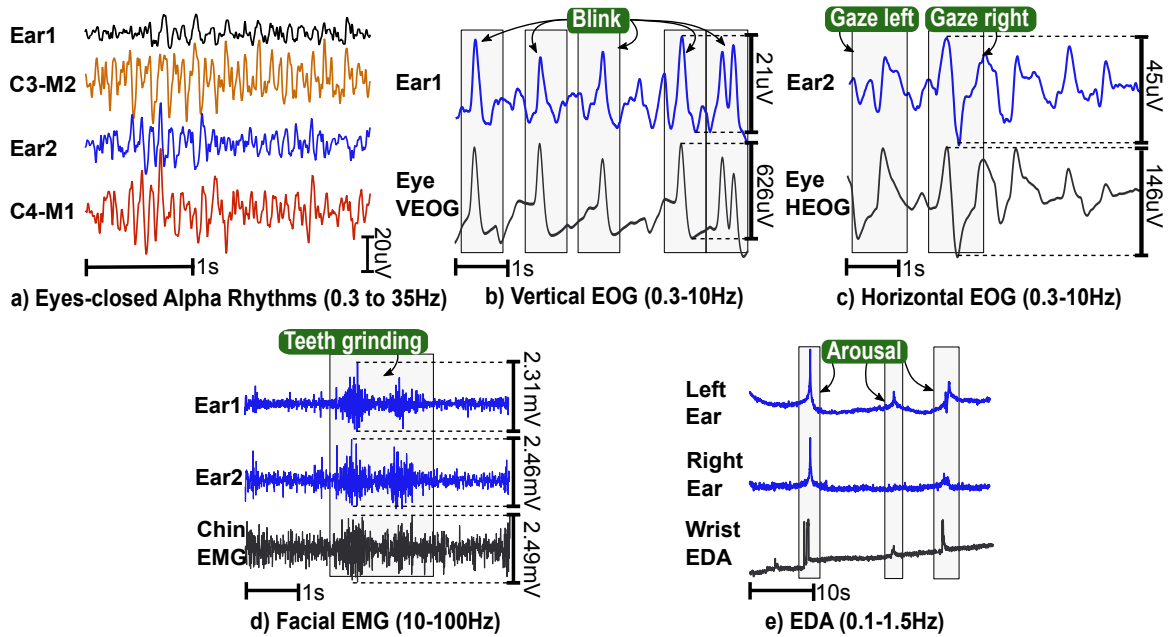 Ear1
C3-M2
Ear2
C4-M1
20uV
1s
a) Eyes-closed Alpha Rhythms (0.3 to 35Hz)
Blink
Ear1
21uV
Eye
VEOG
626uV
1s
b) Vertical EOG (0.3-10Hz)
Gaze left
Gaze right
Ear2
45uV
Eye
HEOG
146uV
1s
c) Horizontal EOG (0.3-10Hz)
Teeth grinding
Ear1
2.31mV
Ear2
2.46mV
Chin
EMG
2.49mV
1s
d) Facial EMG (10-100Hz)
Arousal
Left
Ear
Right
Ear
Wrist
EDA
10s
e) EDA (0.1-1.5Hz)